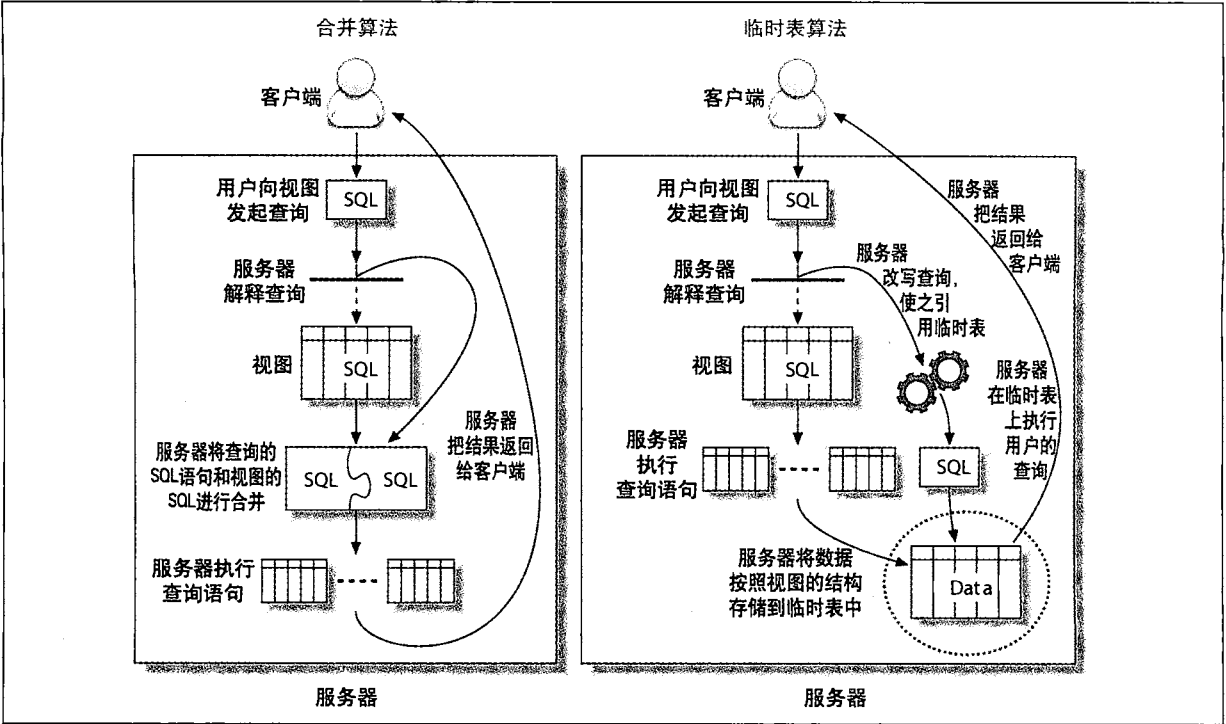 合并算法
客户端
用户向视图
发起查询
SQL
服务器
解释查询
视图
SQL
服务器将查询的
SQL语句和视图的
SQL进行合并
SQL
SQL
服务器
把结果返回
给客户端
服务器执行
查询语句
服务器
临时表算法
客户端
用户向视图
发起查询
SQL
服务器
解释查询
服务器
改写查询，
使之引
用临时表
服务器
把结果
返回给
客户端
视图
SQL
服务器
执行
查询语句
SQL
服务器
在临时表
上执行
用户的
查询
服务器将数据
按照视图的结构
存储到临时表中
Data
服务器